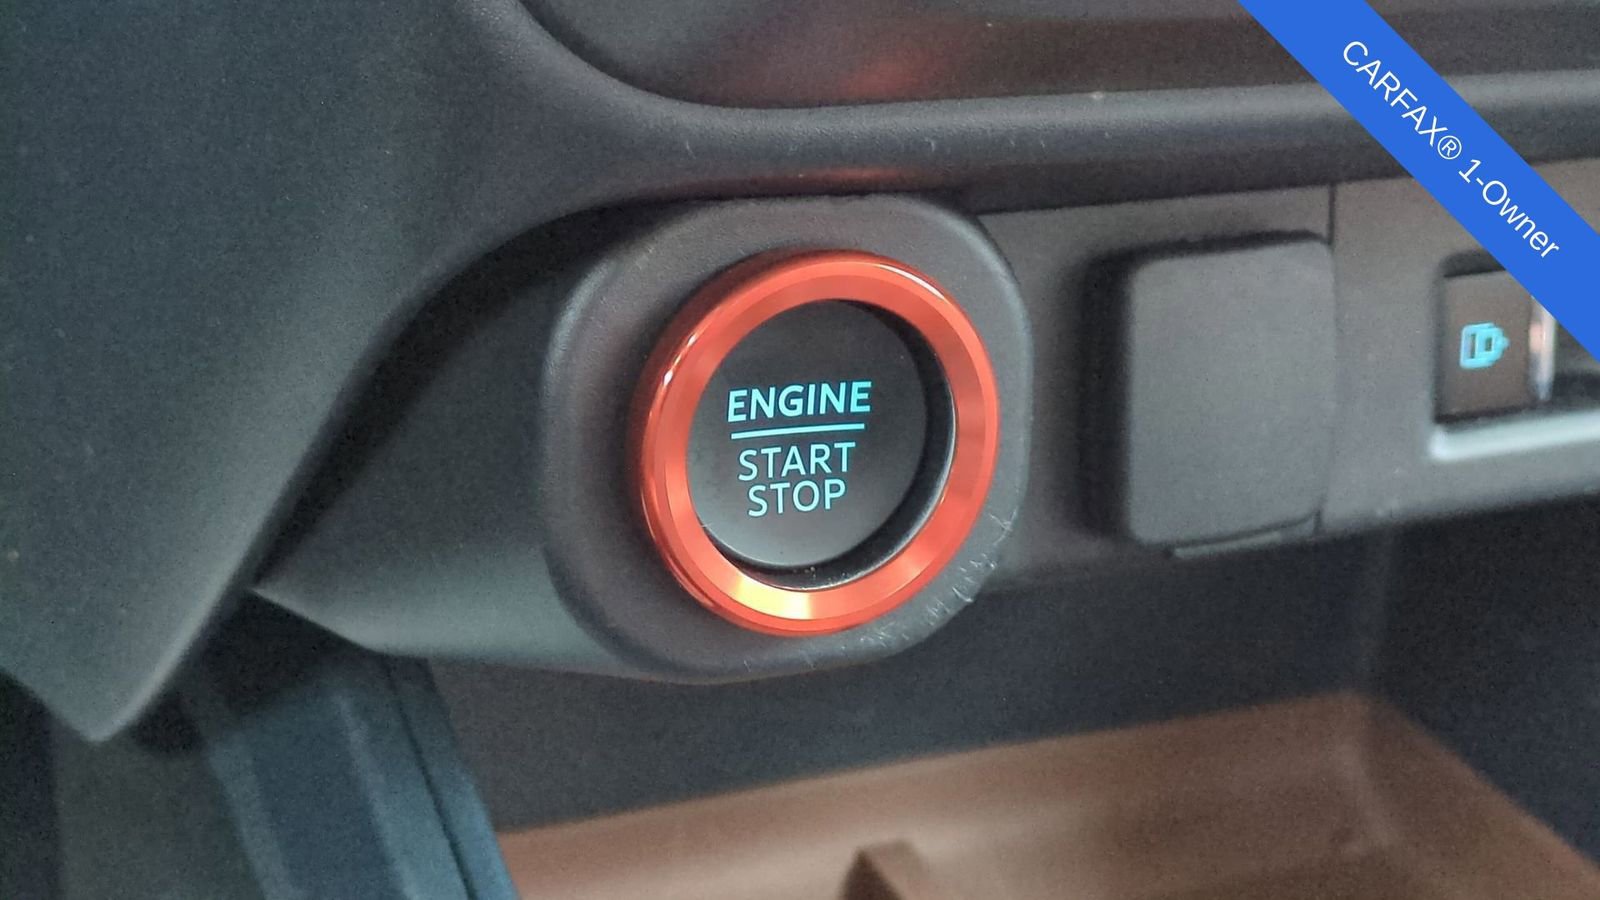 CARFAX® 1-Owner
ENGINE
START
STOP